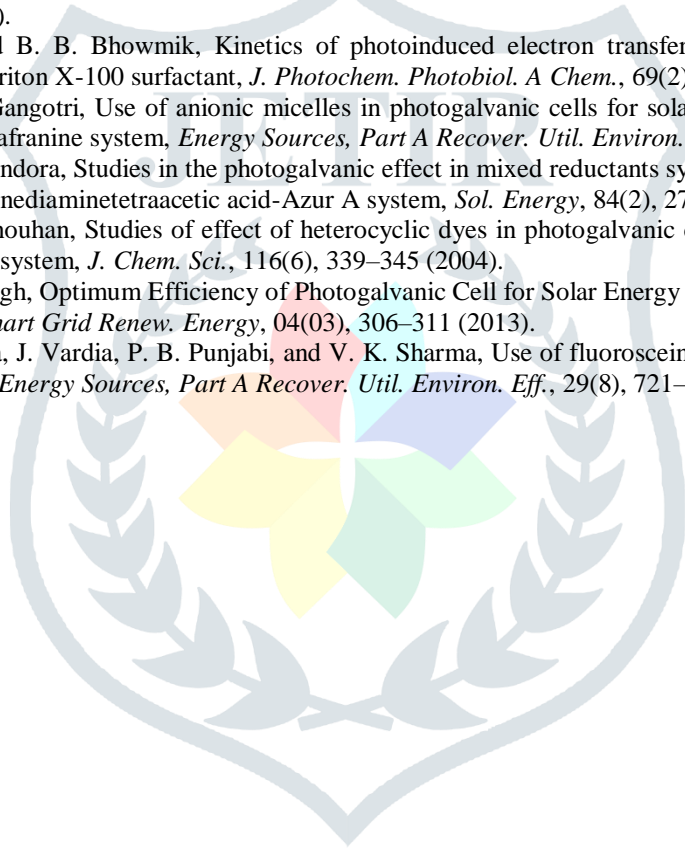 ).
d B. B. Bhowmik, Kinetics of photoinduced electron transfer
riton X-100 surfactant, J. Photochem. Photobiol. A Chem., 69(2)
Gangotri, Use of anionic micelles in photogalvanic cells for sola
afranine system, Energy Sources, Part A Recover. Util. Environ.
ndora, Studies in the photogalvanic effect in mixed reductants sy
nediaminetetraacetic acid-Azur A system, Sol. Energy, 84(2), 27
houhan, Studies of effect of heterocyclic dyes in photogalvanic
system, J. Chem. Sci., 116(6), 339–345 (2004).
gh, Optimum Efficiency of Photogalvanic Cell for Solar Energy
mart Grid Renew. Energy, 04(03), 306–311 (2013).
J. Vardia, P. B. Punjabi, and V. K. Sharma, Use of fluoroscein
Energy Sources, Part A Recover. Util. Environ. Eff., 29(8), 721–
JETIR